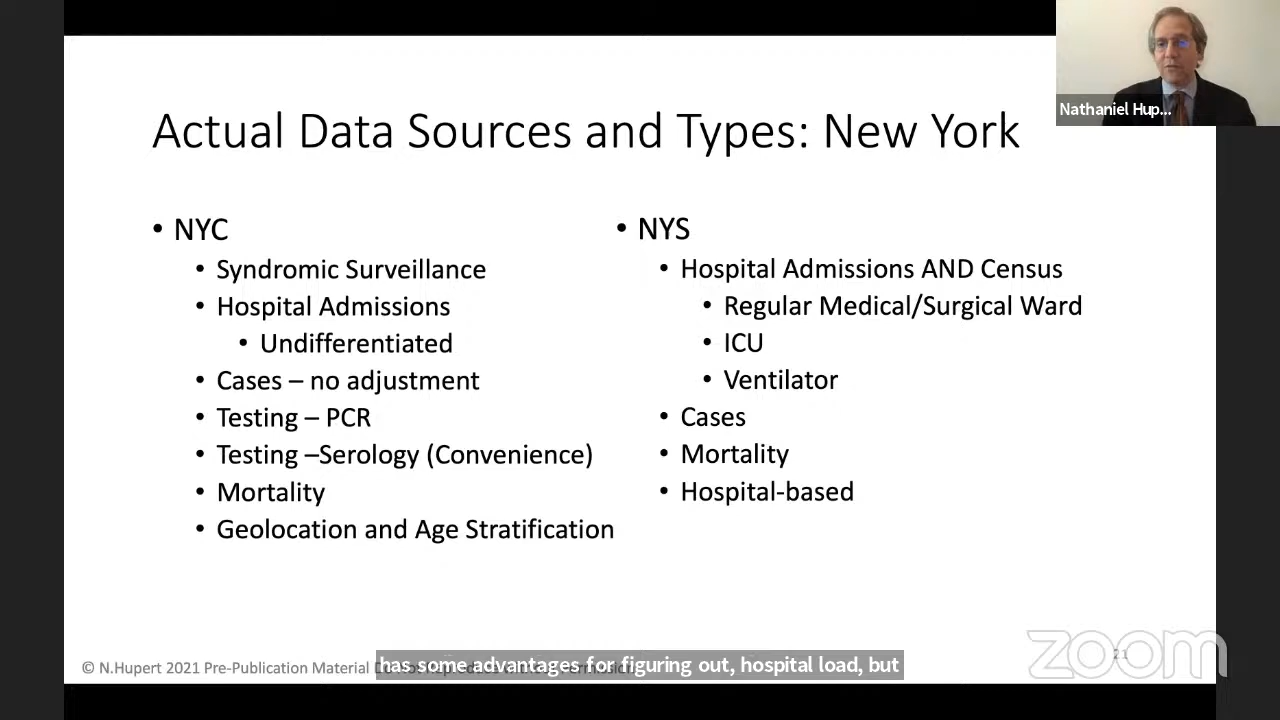 Nathaniel Hup...
Actual Data Sources and Types: New York
• NYC
• Syndromic Surveillance
• Hospital Admissions
• Undifferentiated
• Cases – no adjustment
• Testing – PCR
• Testing –Serology (Convenience)
• Mortality
• Geolocation and Age Stratification
• NYS
• Hospital Admissions AND Census
• Regular Medical/Surgical Ward
• ICU
• Ventilator
• Cases
• Mortality
• Hospital-based
© N.Hupert 2021 Pre-Publication Material
has some advantages for figuring out, hospital load, but
zoom
21